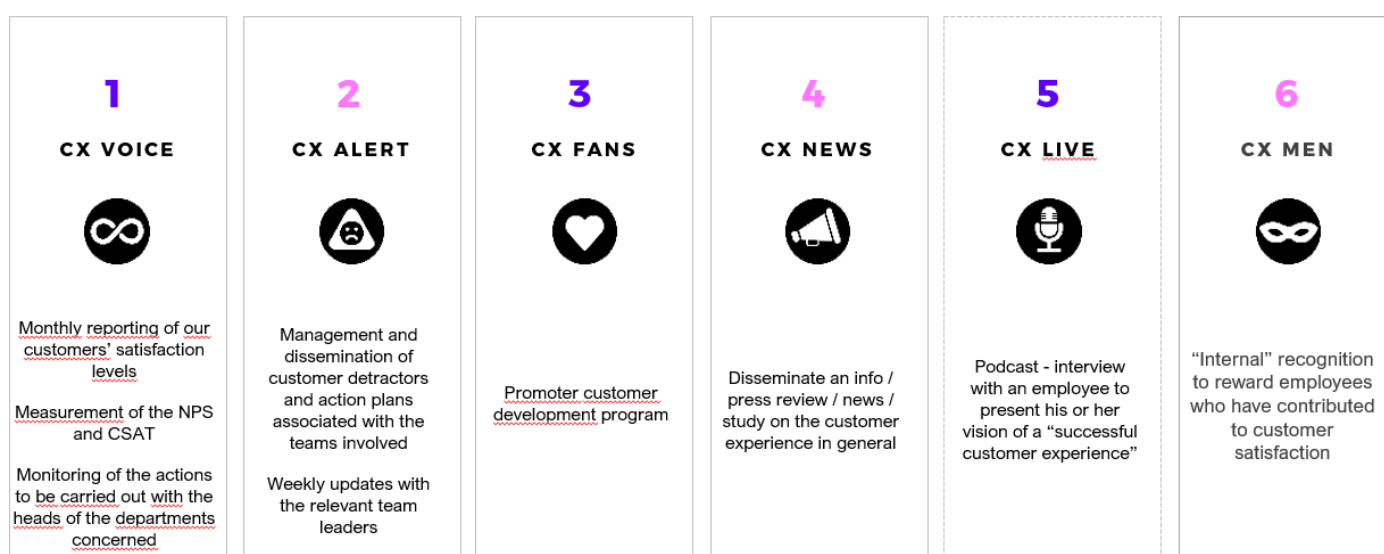 1
CX VOICE
Monthly reporting of our
customers’ satisfaction
levels
Measurement of the NPS
and CSAT
Monitoring of the actions
to be carried out with the
heads of the departments
concerned
2
CX ALERT
Management and
dissemination of
customer detractors
and action plans
associated with the
teams involved
Weekly updates with
the relevant team
leaders
3
CX FANS
Promoter customer
development program
4
CX NEWS
Disseminate an info /
press review / news /
study on the customer
experience in general
5
CX LIVE
Podcast - interview
with an employee to
present his or her
vision of a “successful
customer experience”
6
CX MEN
“Internal” recognition
to reward employees
who have contributed
to customer
satisfaction